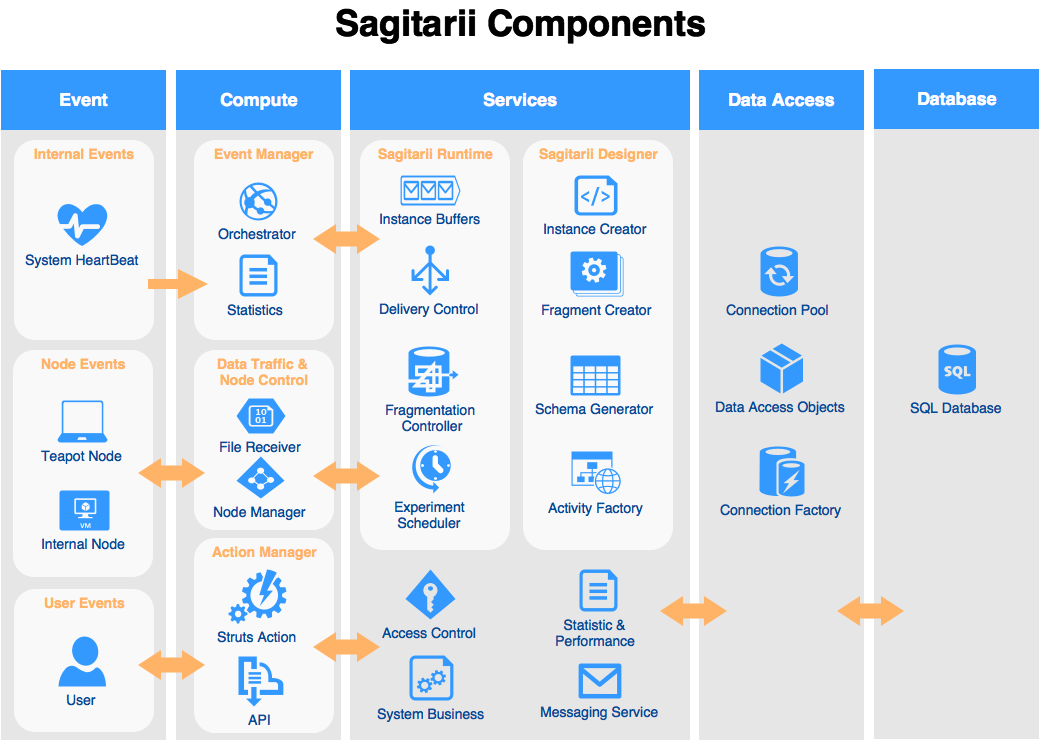 Sagitarii Components
Event
Compute
Services
Data Access
Database
Internal Events
System HeartBeat
Node Events
Teapot Node
VM
Internal Node
User Events
User
Event Manager
Orchestrator
Statistics
Data Traffic &
Node Control
10
01
File Receiver
Node Manager
Action Manager
Struts Action
API
Sagitarii Runtime
Instance Buffers
Delivery Control
Fragmentation
Controller
Experiment
Scheduler
Sagitarii Designer
</>
Instance Creator
Fragment Creator
Schema Generator
Activity Factory
Access Control
System Business
Statistic &
Performance
Messaging Service
Connection Pool
Data Access Objects
Connection Factory
SQL
SQL Database